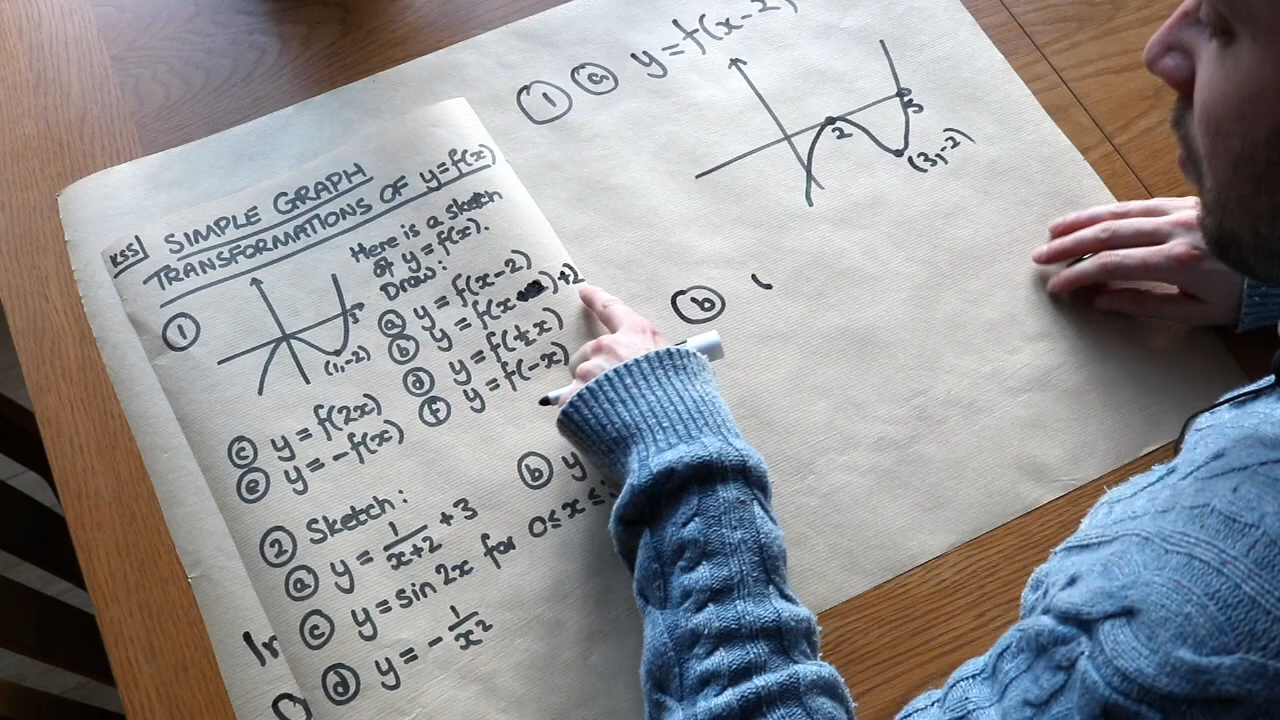 KS51 SIMPLE GRAPH
TRANSFORMATIONS OF y=f(x)
① Here is a sketch
of y=f(x).
Draw:
3
(1,-2)
ⓐ y = f(x-2)
ⓑ y = f(x )+2
ⓒ y = f(2x)
ⓓ y = f(½x)
ⓔ y = -f(x)
ⓕ y = f(-x)
② Sketch:
ⓐ y = 1/(x+2) + 3
ⓑ y
ⓒ y = sin 2x for 0≤x≤
ⓓ y = - 1/x²
① ⓐ y = f(x-2)
2
5
(3,-2)
ⓑ